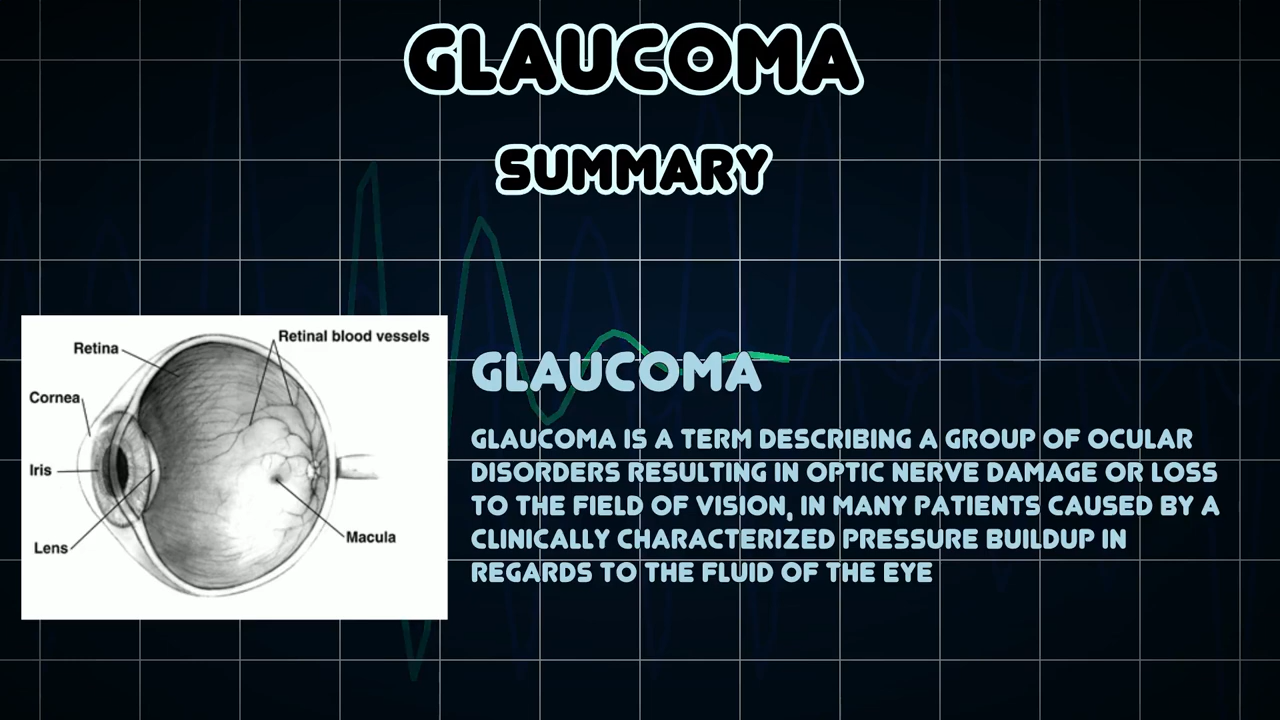 GLAUCOMA
SUMMARY
Retinal blood vessels
Retina
Cornea
Iris
Lens
Macula
GLAUCOMA
GLAUCOMA IS A TERM DESCRIBING A GROUP OF OCULAR
DISORDERS RESULTING IN OPTIC NERVE DAMAGE OR LOSS
TO THE FIELD OF VISION, IN MANY PATIENTS CAUSED BY A
CLINICALLY CHARACTERIZED PRESSURE BUILDUP IN
REGARDS TO THE FLUID OF THE EYE